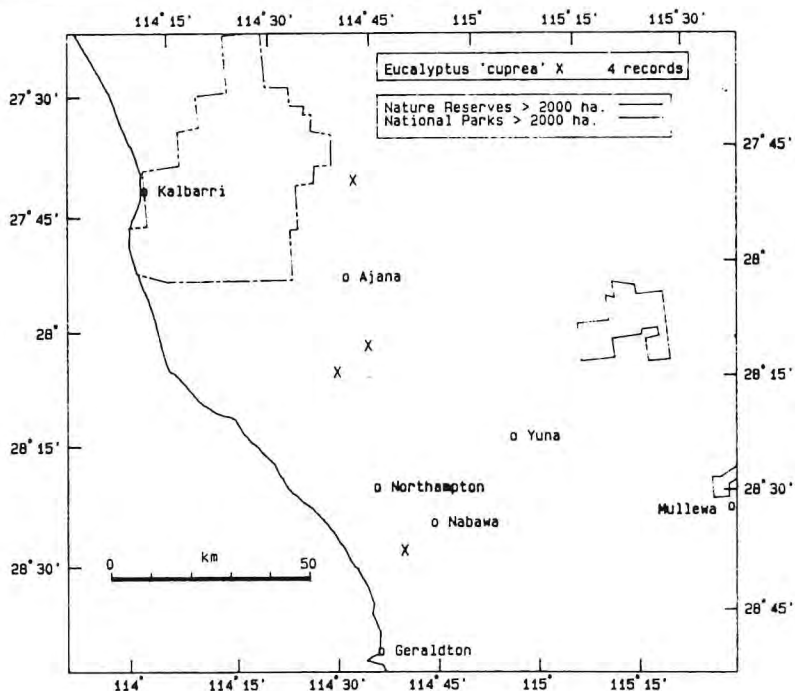 114°15' 114°30' 114°45' 115° 115°15' 115°30'
Eucalyptus 'cuprea' X 4 records
Nature Reserves > 2000 ha.
National Parks > 2000 ha.
27°30'
27°45'
Kalbarri
27°45'
Ajana
28°
28°
28°15'
Yuna
28°15'
Northampton
28°30'
Mullewa
Nabawa
km
0 50
28°30'
28°45'
Geraldton
114° 114°15' 114°30' 114°45' 115° 115°15'